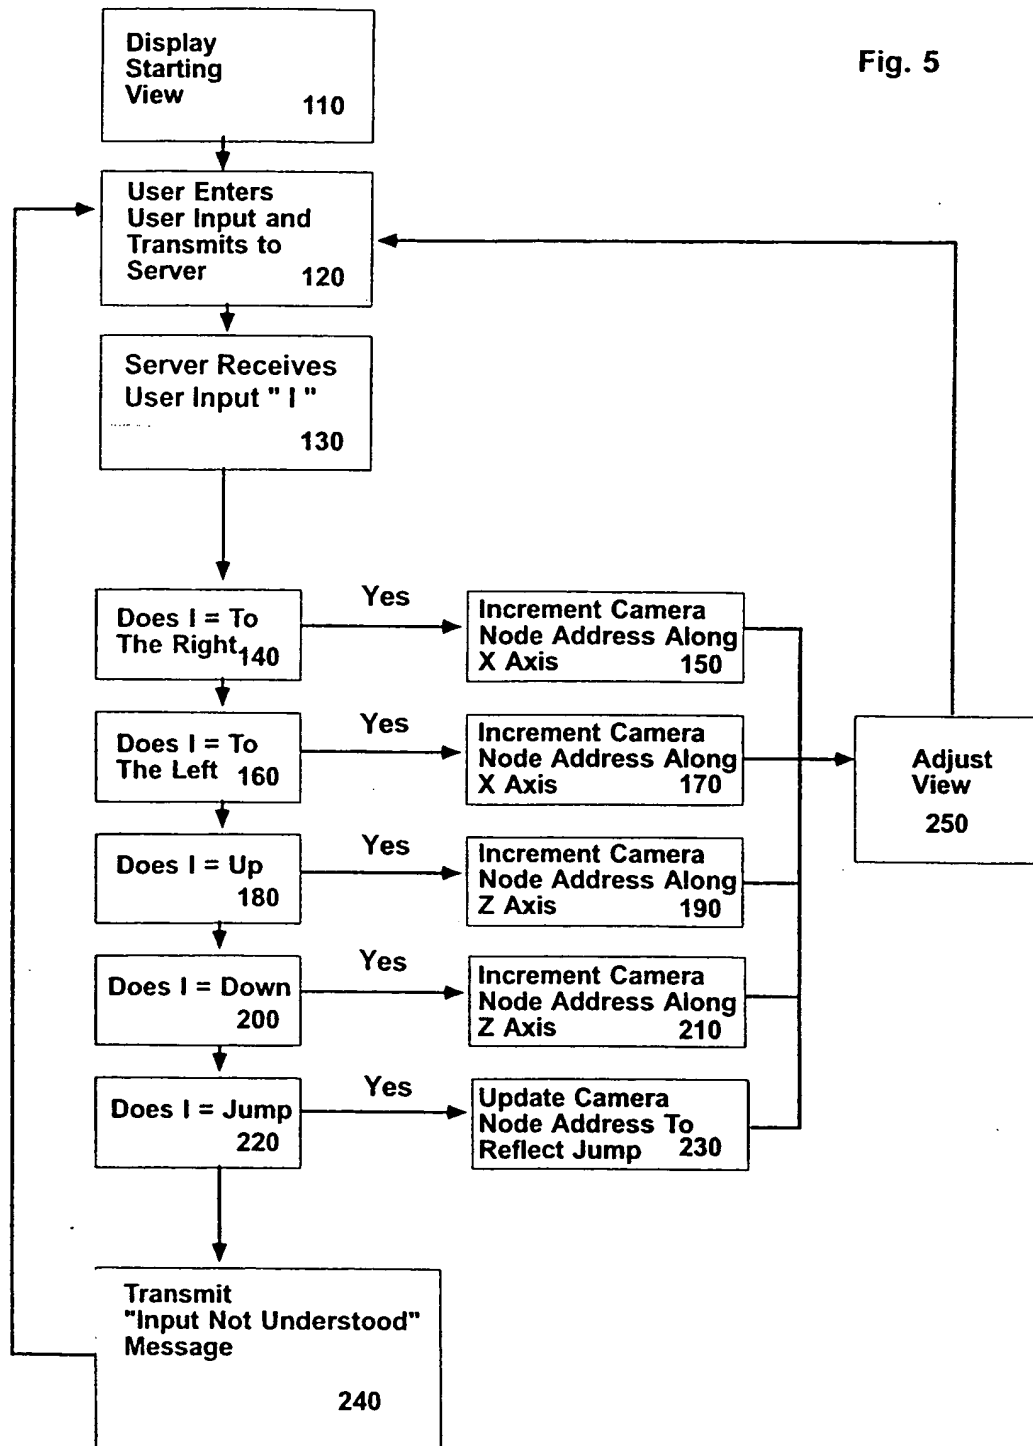 Fig. 5
Display
Starting
View
110
User Enters
User Input and
Transmits to
Server
120
Server Receives
User Input " I "
130
Does I = To
The Right
140
Yes
Increment Camera
Node Address Along
X Axis
150
Does I = To
The Left
160
Yes
Increment Camera
Node Address Along
X Axis
170
Adjust
View
250
Does I = Up
180
Yes
Increment Camera
Node Address Along
Z Axis
190
Does I = Down
200
Yes
Increment Camera
Node Address Along
Z Axis
210
Does I = Jump
220
Yes
Update Camera
Node Address To
Reflect Jump
230
Transmit
"Input Not Understood"
Message
240